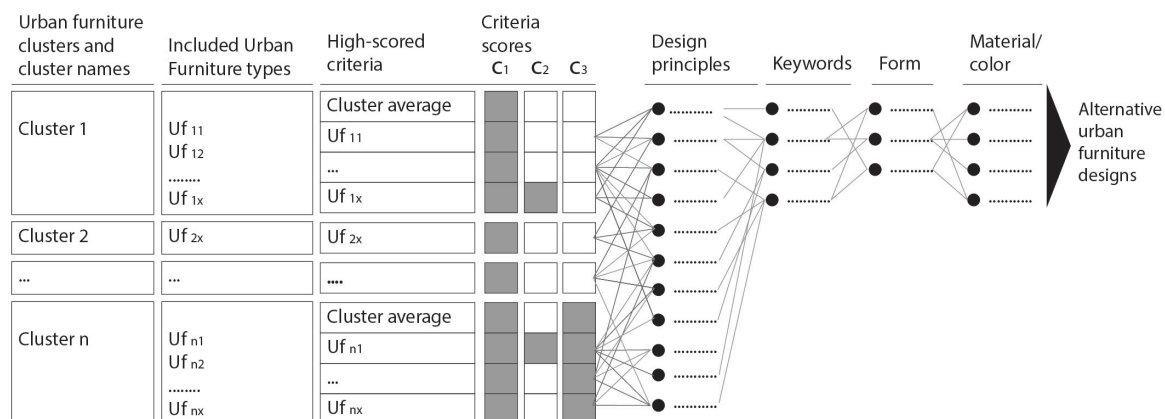 Urban furniture
clusters and
cluster names
Included Urban
Furniture types
High-scored
criteria
Criteria
scores
C1 C2 C3
Design
principles
Keywords
Form
Material/
color
Cluster 1
Uf 11
Uf 12
........
Uf 1x
Cluster average
Uf 11
...
Uf 1x
Cluster 2
Uf 2x
Uf 2x
...
...
....
Cluster n
Uf n1
Uf n2
........
Uf nx
Cluster average
Uf n1
...
Uf nx
Alternative
urban
furniture
designs